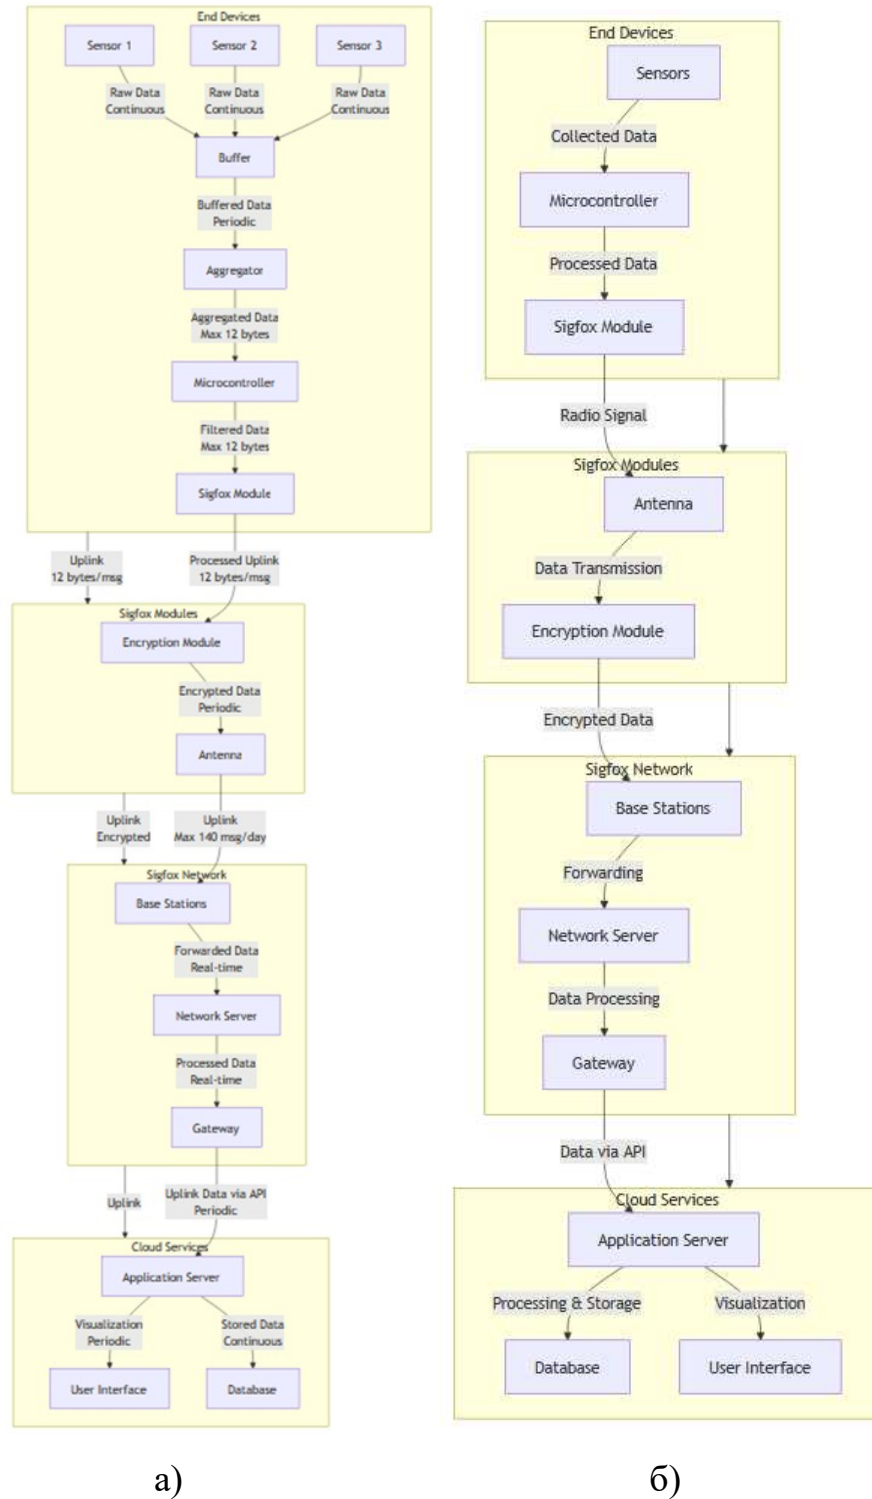 End Devices
Sensor 1
Sensor 2
Sensor 3
Raw Data
Continuous
Raw Data
Continuous
Raw Data
Continuous
Buffer
Buffered Data
Periodic
Aggregator
Aggregated Data
Max 12 bytes
Microcontroller
Filtered Data
Max 12 bytes
Sigfox Module
Uplink
12 bytes/msg
Processed Uplink
12 bytes/msg
Sigfox Modules
Encryption Module
Encrypted Data
Periodic
Antenna
Uplink
Encrypted
Uplink
Max 140 msg/day
Sigfox Network
Base Stations
Forwarded Data
Real-time
Network Server
Processed Data
Real-time
Gateway
Uplink
Uplink Data via API
Periodic
Cloud Services
Application Server
Visualization
Periodic
Stored Data
Continuous
User Interface
Database
а)
End Devices
Sensors
Collected Data
Microcontroller
Processed Data
Sigfox Module
Radio Signal
Sigfox Modules
Antenna
Data Transmission
Encryption Module
Encrypted Data
Sigfox Network
Base Stations
Forwarding
Network Server
Data Processing
Gateway
Data via API
Cloud Services
Application Server
Processing & Storage
Visualization
Database
User Interface
б)